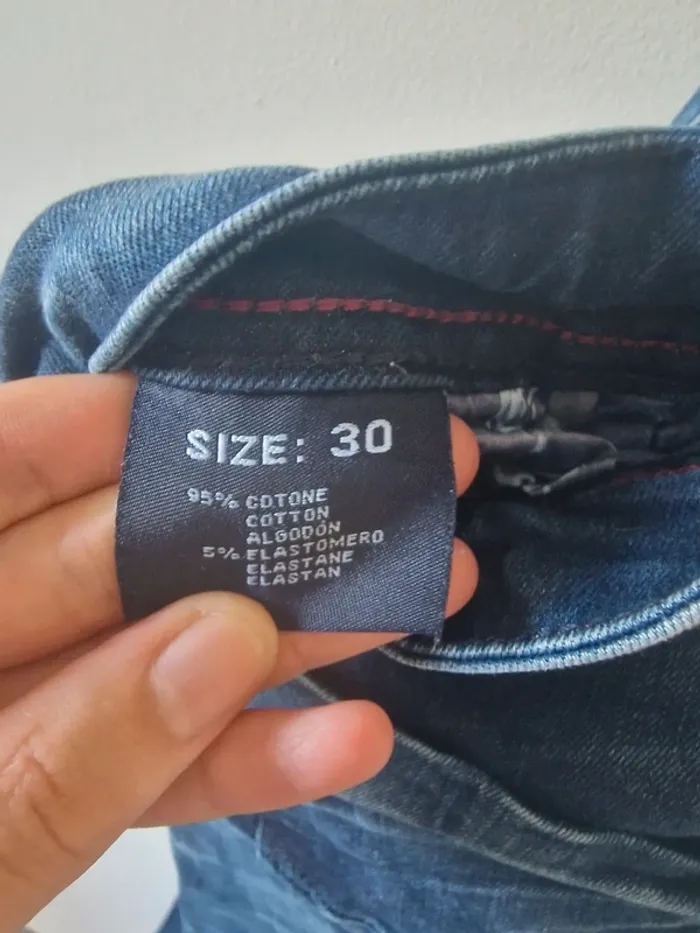 SIZE: 30
95% COTONE
COTTON
ALGODÓN
5% ELASTOMERO
ELASTANE
ELASTAN